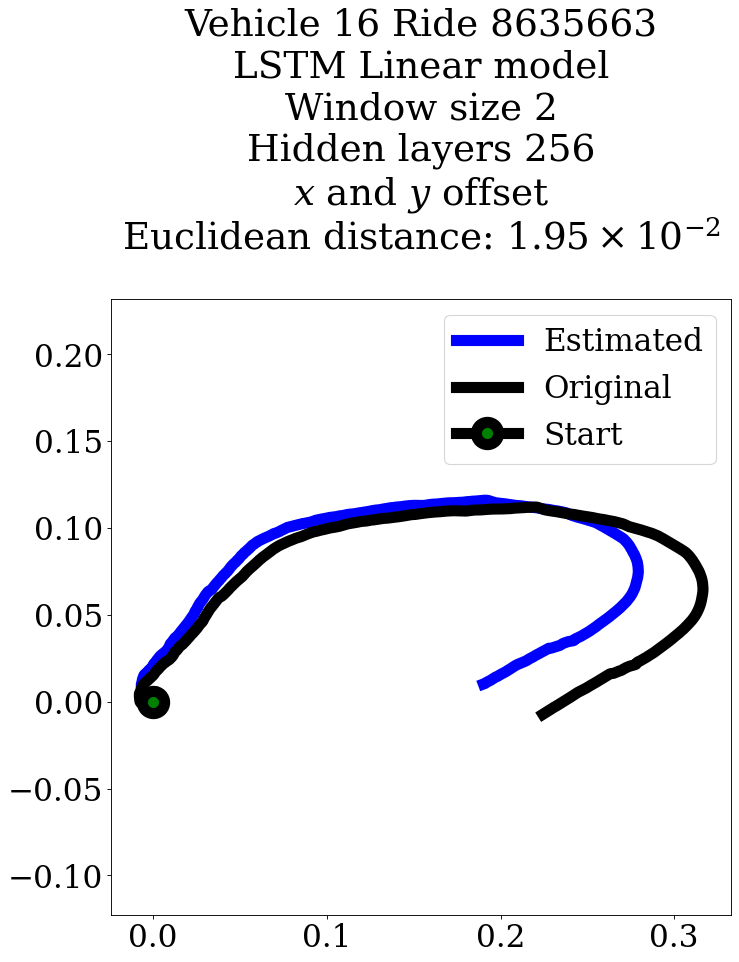 Vehicle 16 Ride 8635663
LSTM Linear model
Window size 2
Hidden layers 256
x and y offset
Euclidean distance: 1.95 × 10⁻²
Estimated
Original
Start
0.20
0.15
0.10
0.05
0.00
−0.05
−0.10
0.0 0.1 0.2 0.3